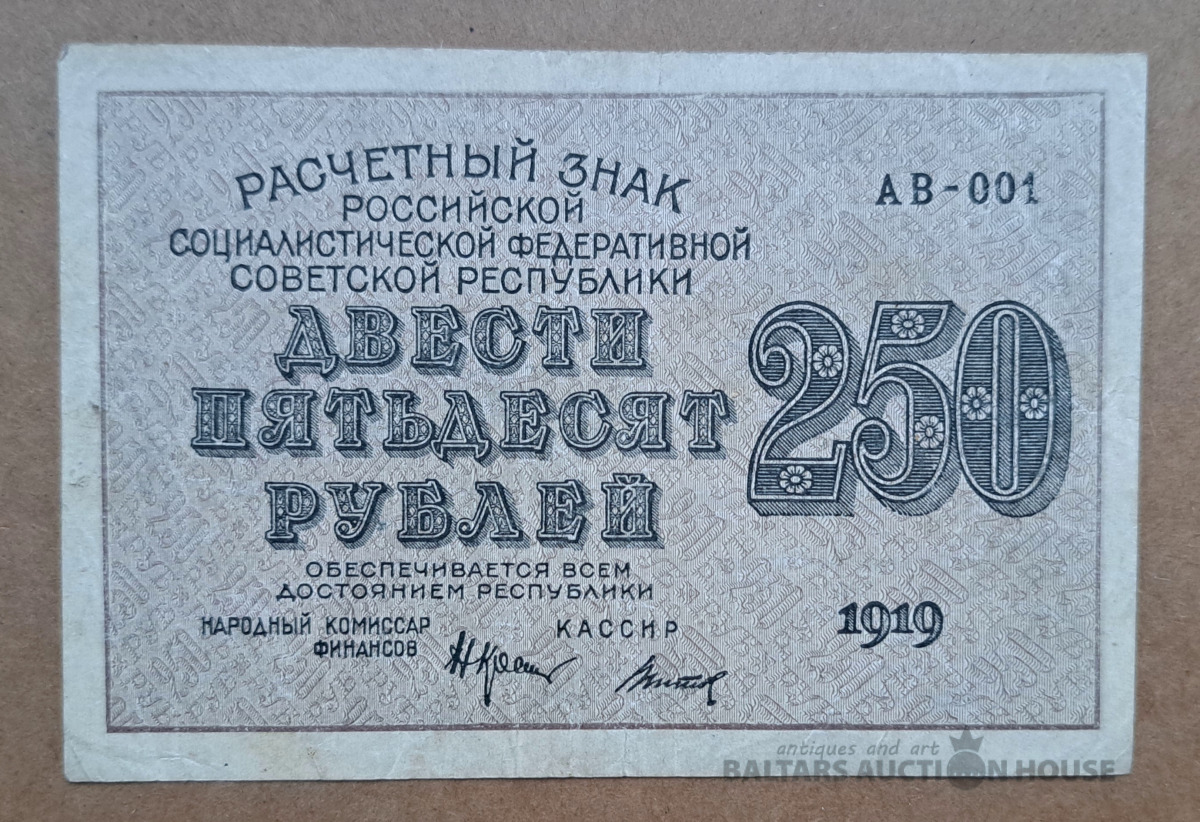 РАСЧЕТНЫЙ ЗНАК
РОССИЙСКОЙ
СОЦИАЛИСТИЧЕСКОЙ ФЕДЕРАТИВНОЙ
СОВЕТСКОЙ РЕСПУБЛИКИ
АВ-001
ДВЕСТИ
ПЯТЬДЕСЯТ
РУБЛЕЙ
250
ОБЕСПЕЧИВАЕТСЯ ВСЕМ
ДОСТОЯНИЕМ РЕСПУБЛИКИ
НАРОДНЫЙ КОМИССАР
ФИНАНСОВ
КАССИР
1919
antiques and art
BALTARS AUCTION HOUSE